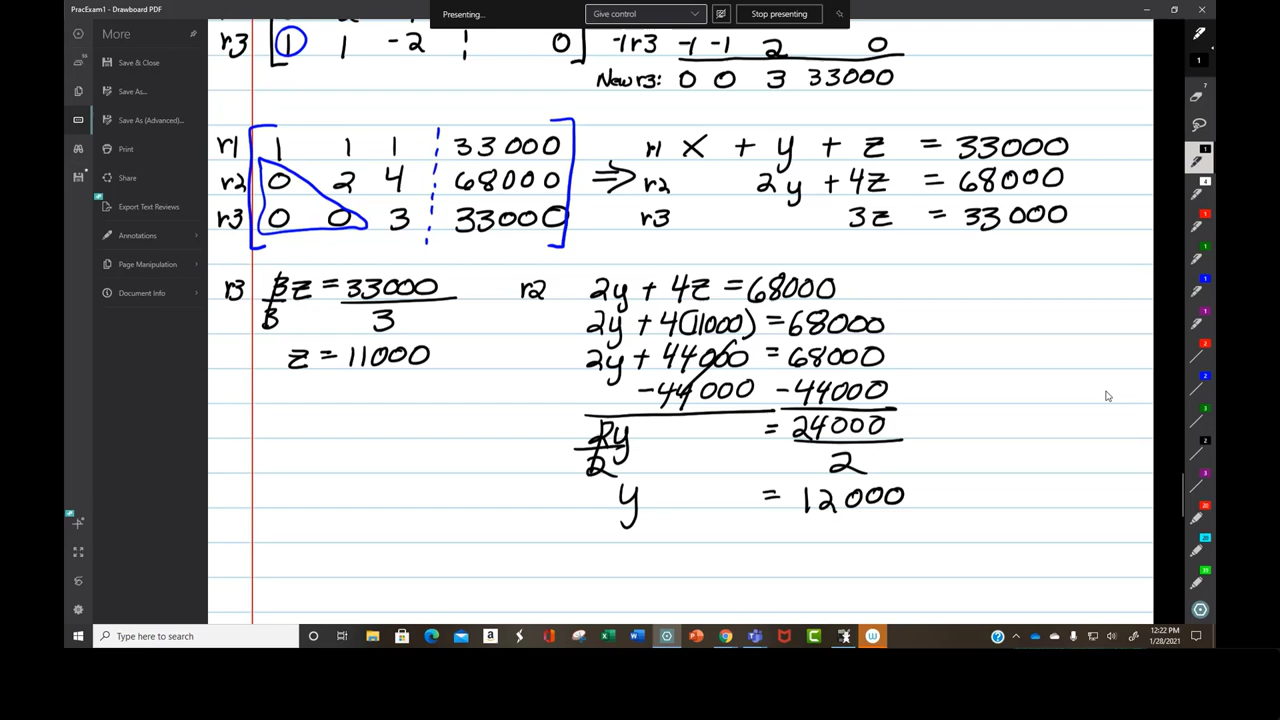 PracExam1 - Drawboard PDF
Presenting...
Give control
Stop presenting
More
Save & Close
Save As...
Save As (Advanced)...
Print
Share
Export Text Reviews
Annotations
Page Manipulation
Document Info
r3 1 1 -2 0
-1r3 -1 -1 2 0
New r3: 0 0 3 33000
r1 1 1 1 33000
r2 0 2 4 68000
r3 0 0 3 33000
⇒
r1 x + y + z = 33000
r2 2y + 4z = 68000
r3 3z = 33000
r3 3z = 33000
3 3
z = 11000
r2 2y + 4z = 68000
2y + 4(11000) = 68000
2y + 44000 = 68000
-44000 -44000
2y = 24000
2 2
y = 12000
Type here to search
12:22 PM
1/28/2021